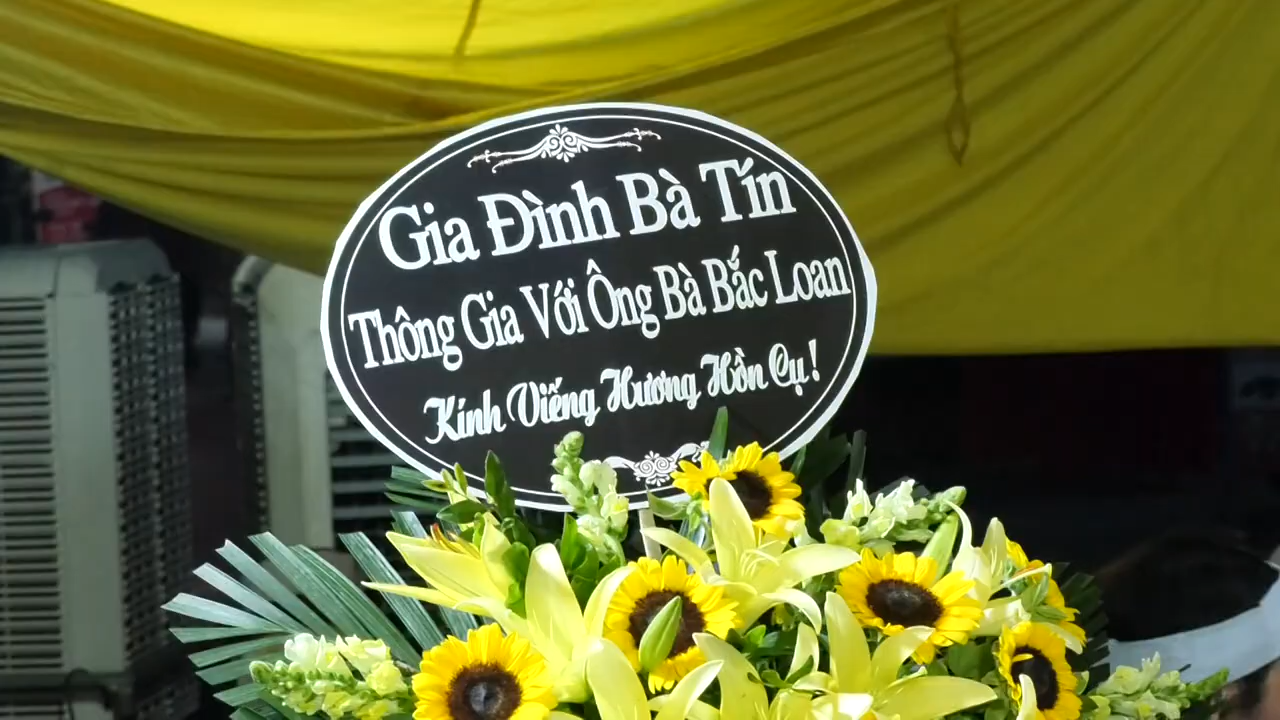 Gia Đình Bà Tín
Thông Gia Với Ông Bà Bắc Loan
Kính Viếng Hương Hồn Cụ!